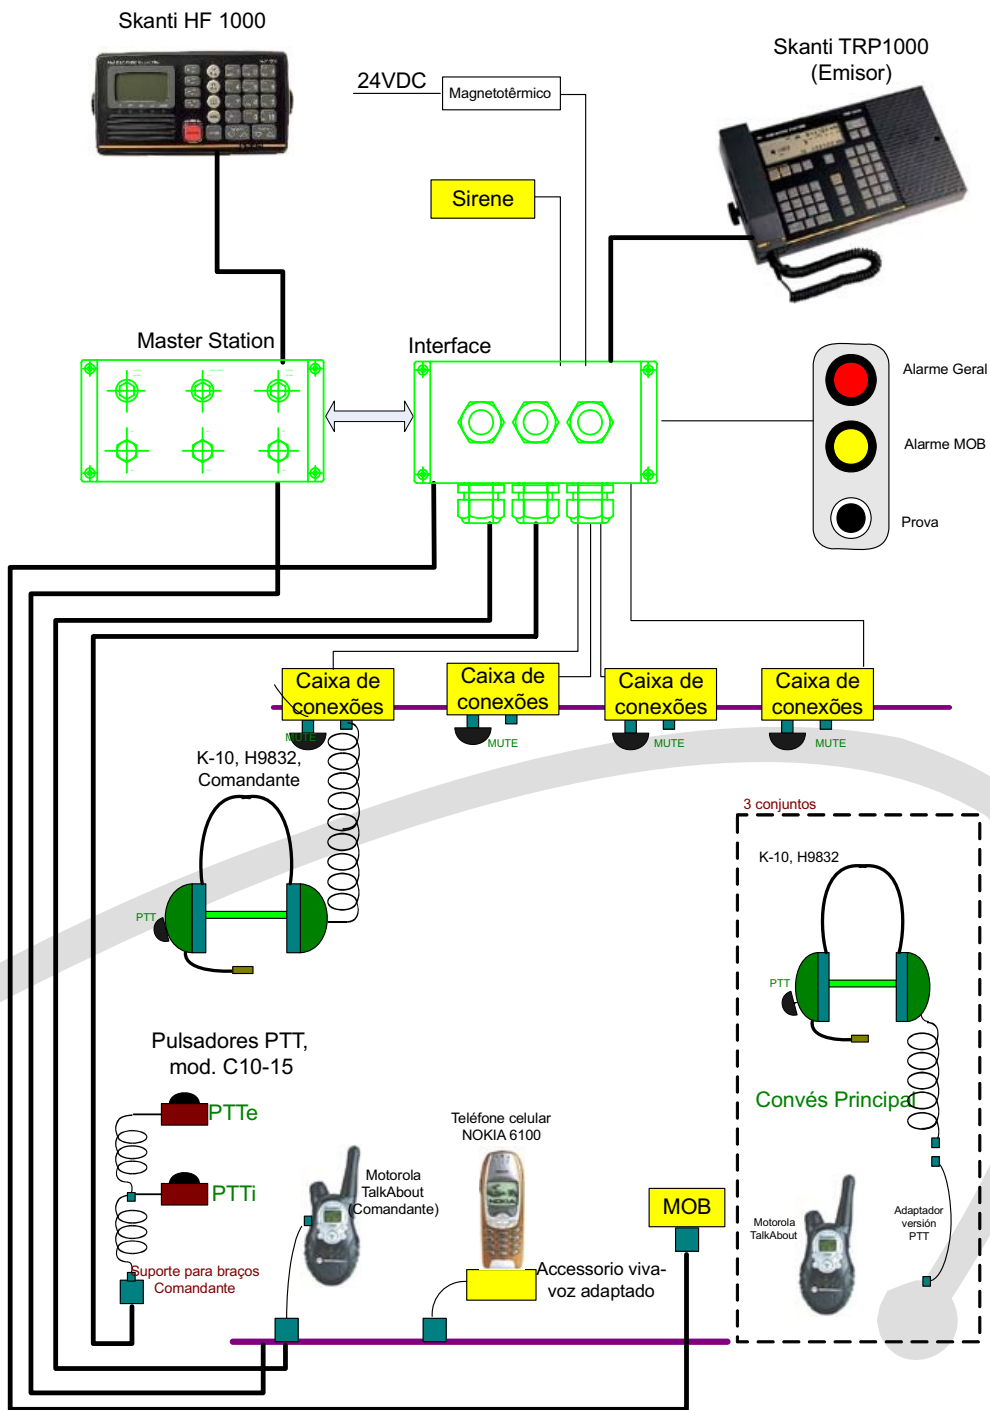 Skanti HF 1000
Skanti TRP1000
(Emisor)
24VDC
Magnetotêrmico
Sirene
Master Station
Interface
Alarme Geral
Alarme MOB
Prova
Caixa de
conexões
Caixa de
conexões
Caixa de
conexões
Caixa de
conexões
MUTE
MUTE
MUTE
MUTE
K-10, H9832,
Comandante
PTT
3 conjuntos
K-10, H9832
PTT
Convés Principal
Pulsadores PTT,
mod. C10-15
PTTe
PTTi
Suporte para braços
Comandante
Motorola
TalkAbout
(Comandante)
Teléfone celular
NOKIA 6100
NOKIA
Accessorio viva-
voz adaptado
MOB
Motorola
TalkAbout
Adaptador
versión
PTT